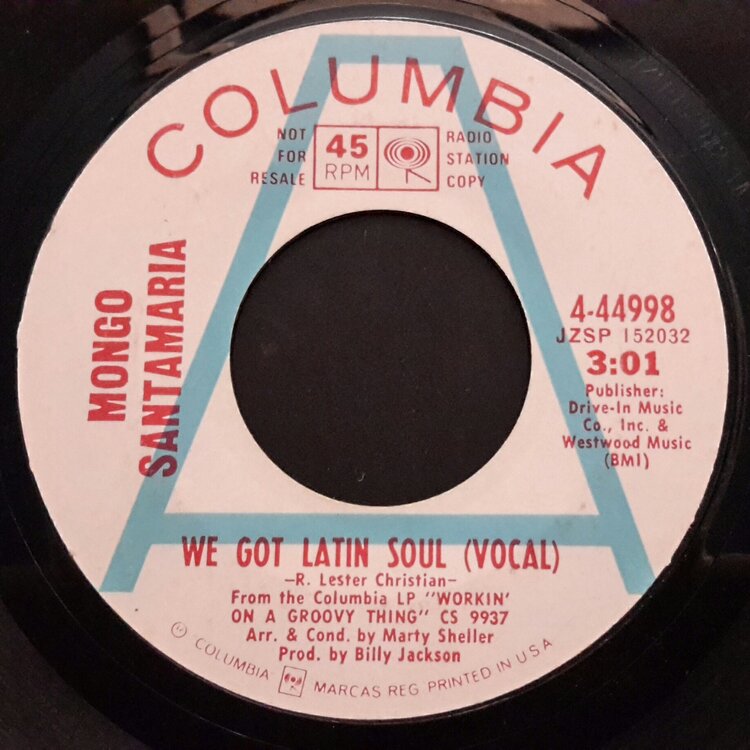 COLUMBIA
NOT
FOR
RESALE
45
RPM
RADIO
STATION
COPY
MONGO
SANTAMARIA
4-44998
JZSP 152032
3:01
Publisher:
Drive-In Music
Co., Inc. &
Westwood Music
(BMI)
A
WE GOT LATIN SOUL (VOCAL)
—R. Lester Christian—
From the Columbia LP "WORKIN'
ON A GROOVY THING" CS 9937
Arr. & Cond. by Marty Sheller
Prod. by Billy Jackson
℗ COLUMBIA MARCAS REG. PRINTED IN U S A